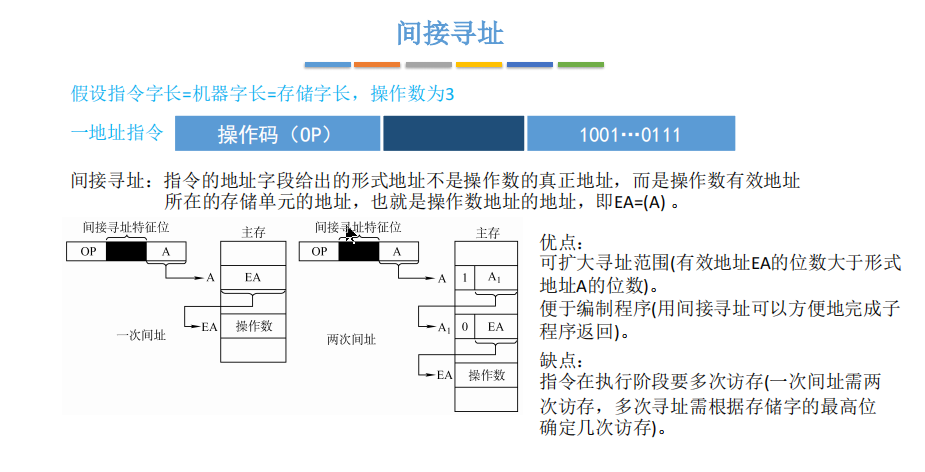 间接寻址
假设指令字长=机器字长=存储字长，操作数为3
一地址指令 操作码（OP） 1001…0111
间接寻址：指令的地址字段给出的形式地址不是操作数的真正地址，而是操作数有效地址
所在的存储单元的地址，也就是操作数地址的地址，即EA=(A) 。
间接寻址特征位 主存
OP A
A EA
EA 操作数
一次间址
间接寻址特征位 主存
OP A
A 1 A1
A1 0 EA
EA 操作数
两次间址
优点：
可扩大寻址范围(有效地址EA的位数大于形式
地址A的位数)。
便于编制程序(用间接寻址可以方便地完成子
程序返回)。
缺点：
指令在执行阶段要多次访存(一次间址需两
次访存，多次寻址需根据存储字的最高位
确定几次访存)。